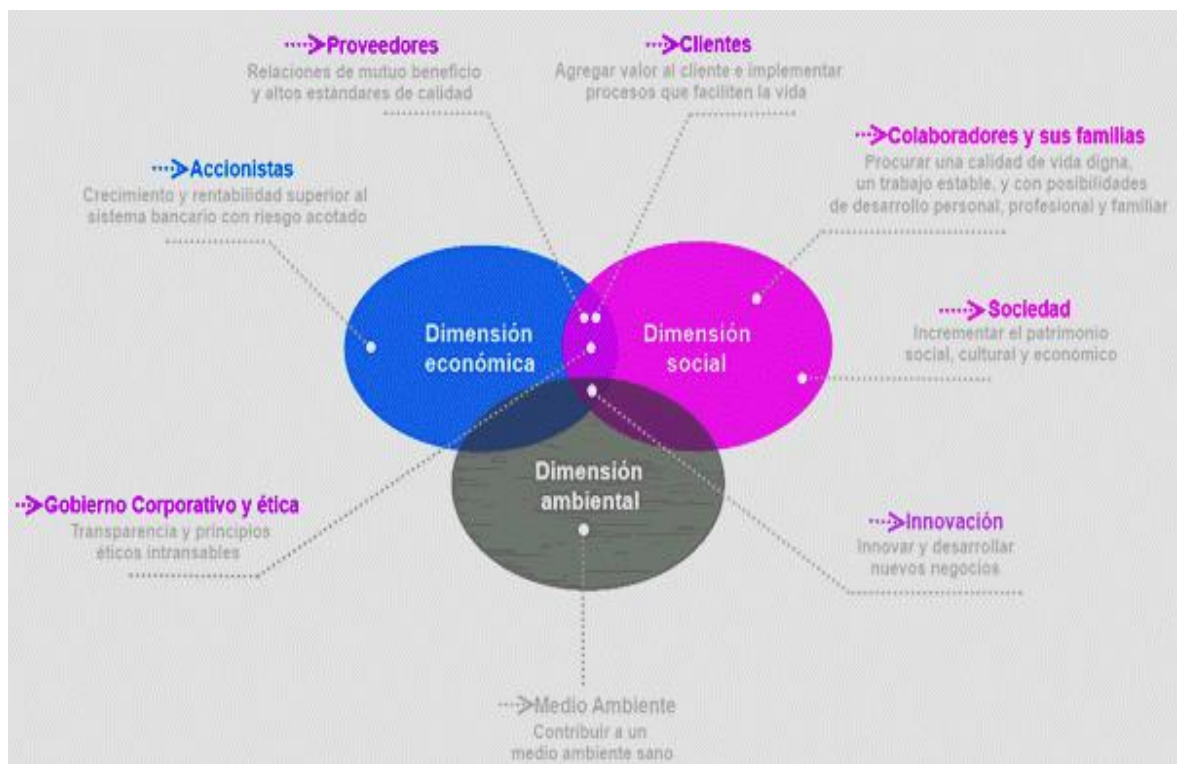 Proveedores
Relaciones de mutuo beneficio
y altos estándares de calidad
Clientes
Agregar valor al cliente e implementar
procesos que faciliten la vida
Colaboradores y sus familias
Procurar una calidad de vida digna,
un trabajo estable, y con posibilidades
de desarrollo personal, profesional y familiar
Accionistas
Crecimiento y rentabilidad superior al
sistema bancario con riesgo acotado
Dimensión
económica
Dimensión
social
Sociedad
Incrementar el patrimonio
social, cultural y economico
Dimensión
ambiental
Gobierno Corporativo y ética
Transparencia y principios
éticos intransables
Innovación
Innovar y desarrollar
nuevos negocios
Medio Ambiente
Contribuir a un
medio ambiente sano